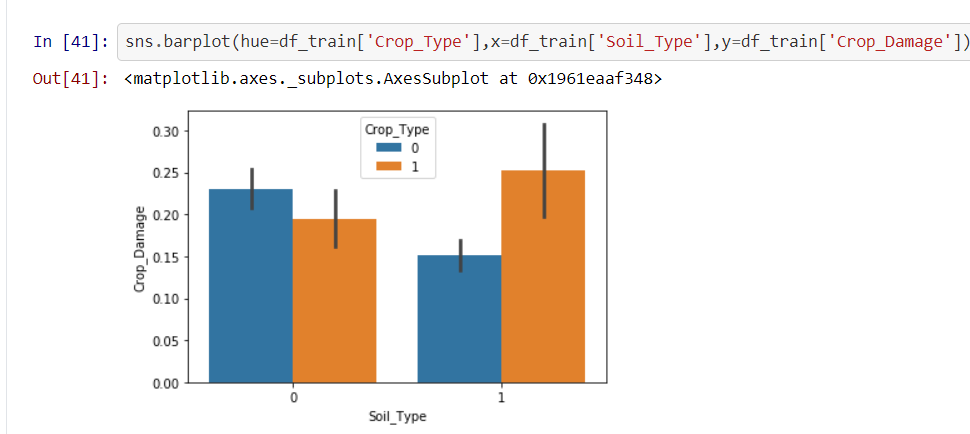 In [41]: sns.barplot(hue=df_train['Crop_Type'],x=df_train['Soil_Type'],y=df_train['Crop_Damage'])
Out[41]: <matplotlib.axes._subplots.AxesSubplot at 0x1961eaaf348>
Crop_Type
0
1
0.30
0.25
0.20
0.15
0.10
0.05
0.00
Crop_Damage
0 1
Soil_Type